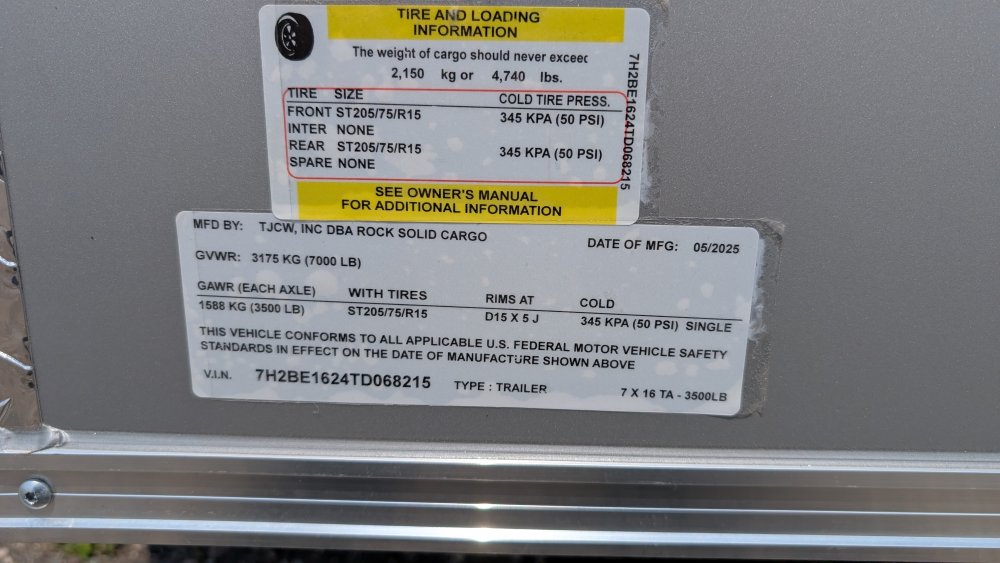 TIRE AND LOADING
INFORMATION
The weight of cargo should never exceed
2,150 kg or 4,740 lbs.
TIRE SIZE COLD TIRE PRESS.
FRONT ST205/75/R15 345 KPA (50 PSI)
INTER NONE
REAR ST205/75/R15 345 KPA (50 PSI)
SPARE NONE
SEE OWNER'S MANUAL
FOR ADDITIONAL INFORMATION
7H2BE1624TD068215
MFD BY: TJCW, INC DBA ROCK SOLID CARGO DATE OF MFG: 05/2025
GVWR: 3175 KG (7000 LB)
GAWR (EACH AXLE) WITH TIRES RIMS AT COLD
1588 KG (3500 LB) ST205/75/R15 D15 X 5 J 345 KPA (50 PSI) SINGLE
THIS VEHICLE CONFORMS TO ALL APPLICABLE U.S. FEDERAL MOTOR VEHICLE SAFETY
STANDARDS IN EFFECT ON THE DATE OF MANUFACTURE SHOWN ABOVE
V.I.N. 7H2BE1624TD068215 TYPE : TRAILER 7 X 16 TA - 3500LB